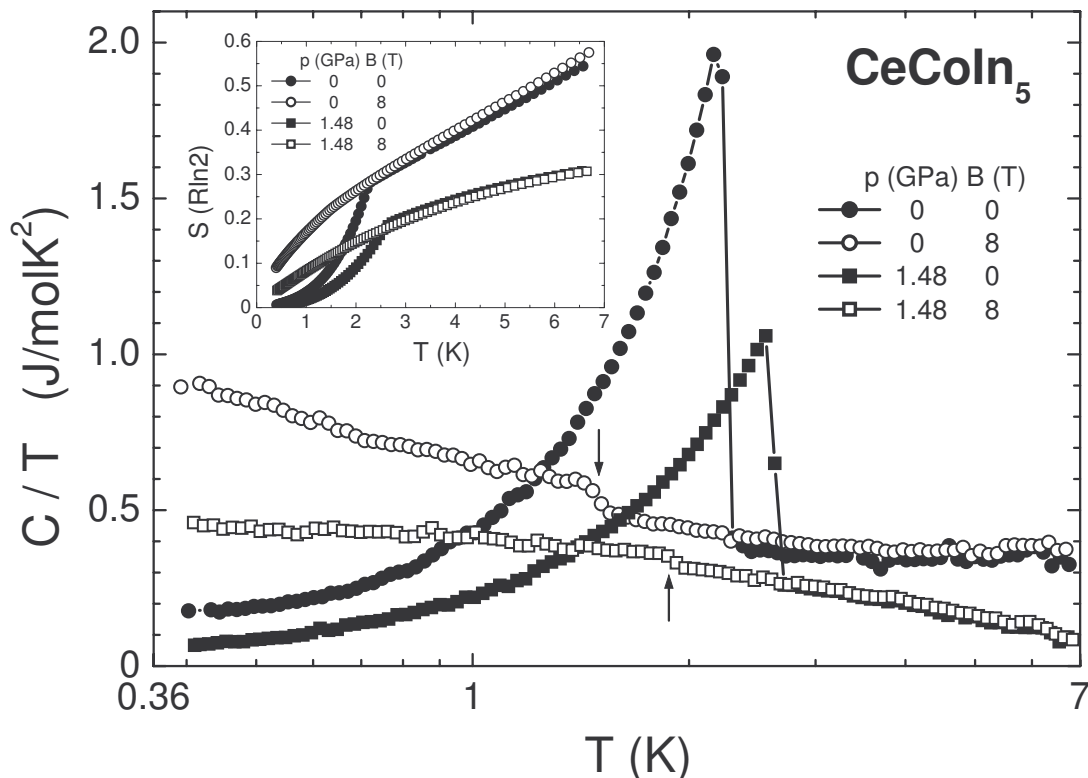 CeCoIn5
C / T (J/molK²)
2.0
1.5
1.0
0.5
0
0.36
1
7
T (K)
p (GPa) B (T)
0 0
0 8
1.48 0
1.48 8
S (Rln2)
0.6
0.5
0.4
0.3
0.2
0.1
0
0 1 2 3 4 5 6 7
T (K)
p (GPa) B (T)
0 0
0 8
1.48 0
1.48 8